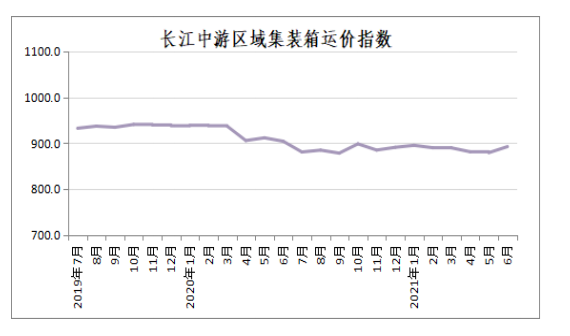 长江中游区域集装箱运价指数
1100.0
1000.0
900.0
800.0
700.0
2019年7月
8月
9月
10月
11月
12月
2020年1月
2月
3月
4月
5月
6月
7月
8月
9月
10月
11月
12月
2021年1月
2月
3月
4月
5月
6月